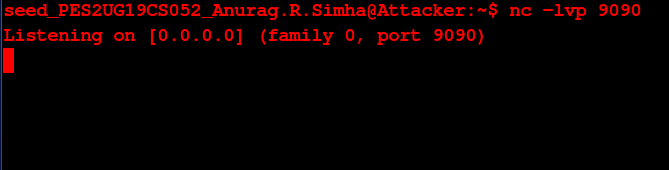 seed_PES2UG19CS052_Anurag.R.Simha@Attacker:~$ nc -lvp 9090
Listening on [0.0.0.0] (family 0, port 9090)